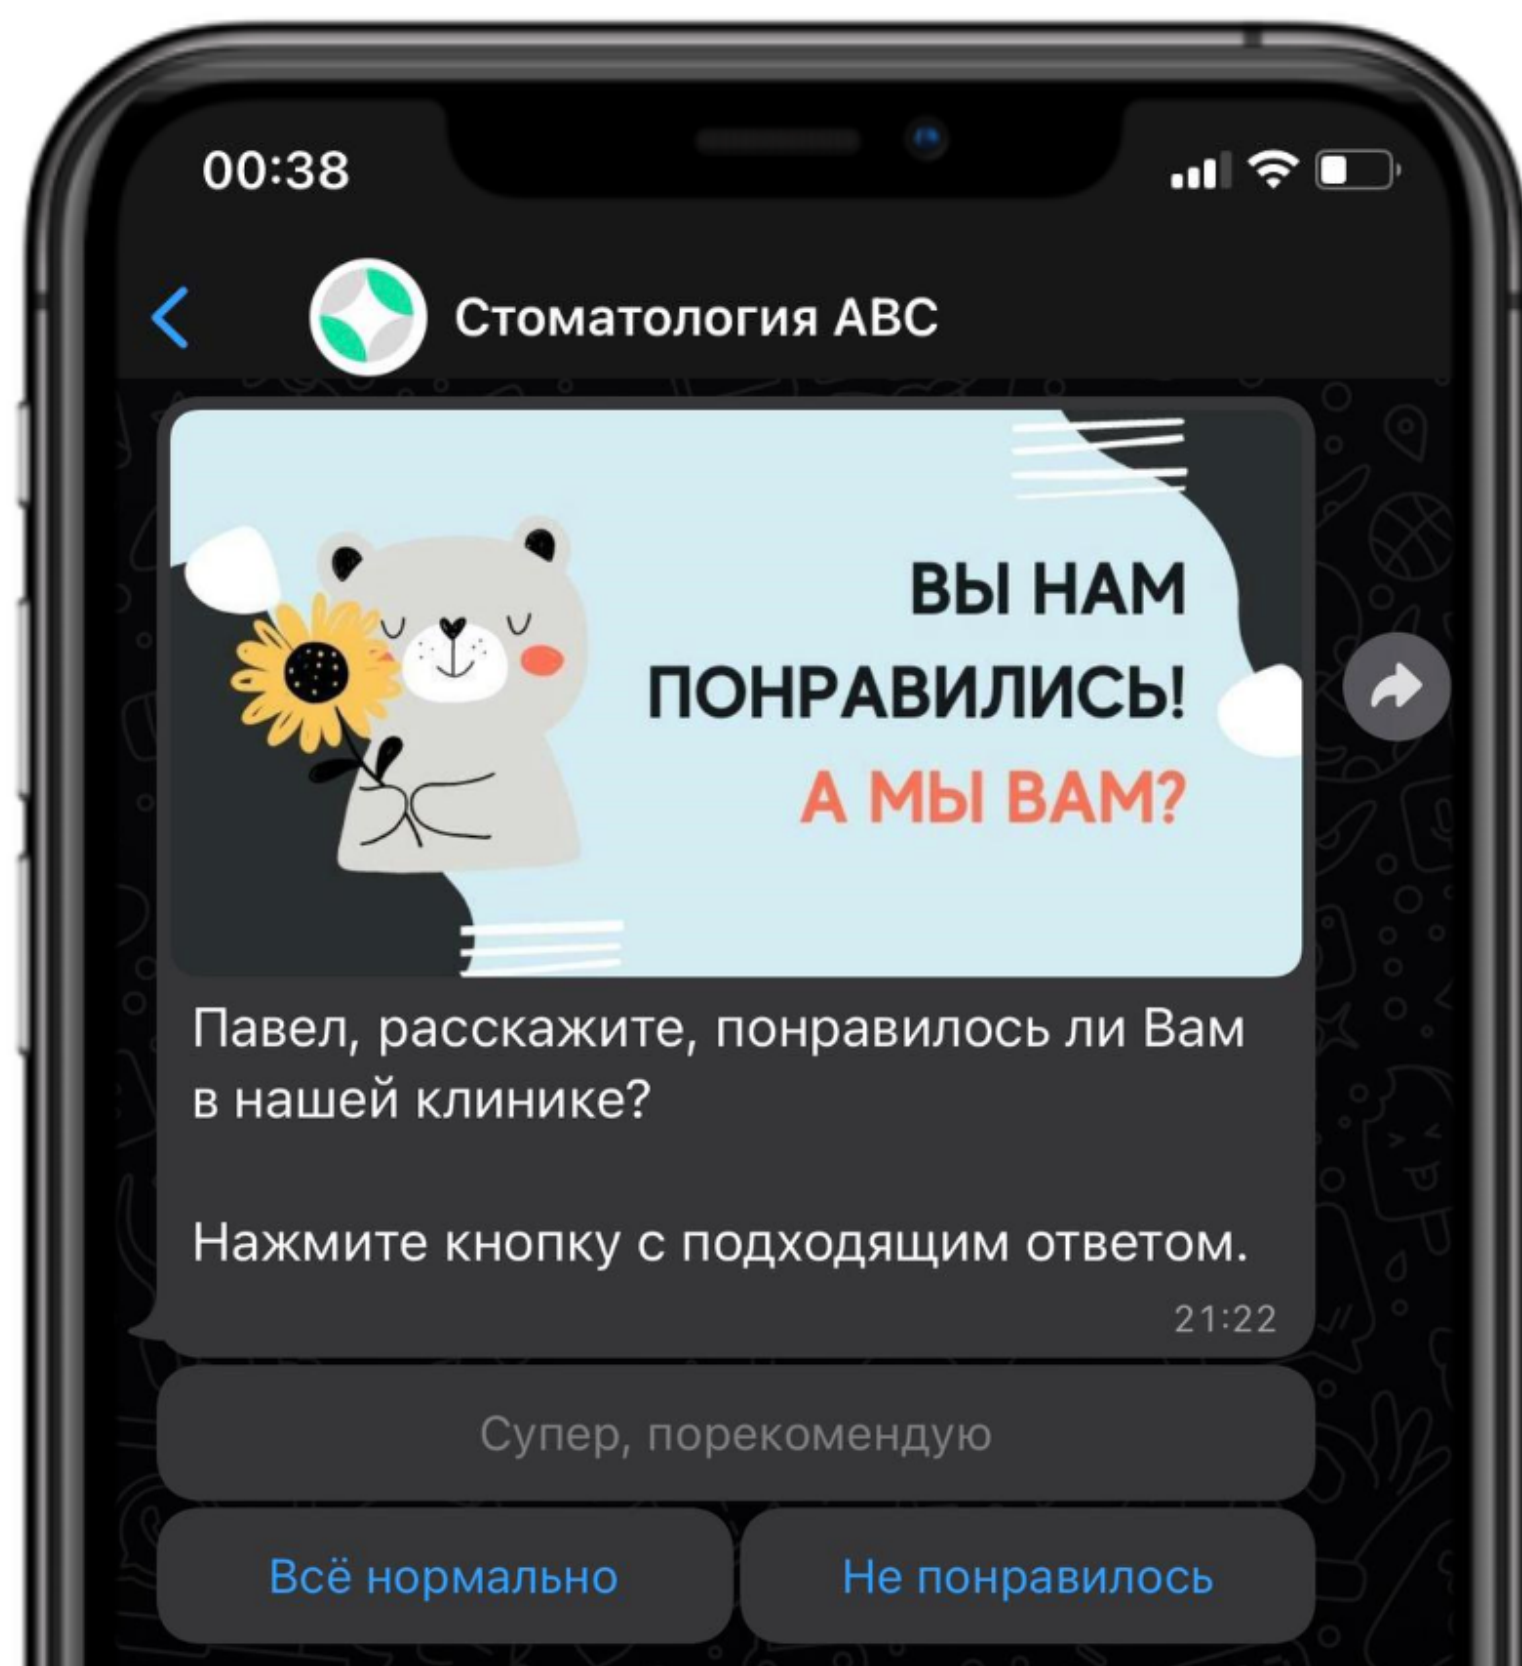 00:38
Стоматология ABC
ВЫ НАМ
ПОНРАВИЛИСЬ!
А МЫ ВАМ?
Павел, расскажите, понравилось ли Вам
в нашей клинике?
Нажмите кнопку с подходящим ответом.
21:22
Супер, порекомендую
Всё нормально
Не понравилось